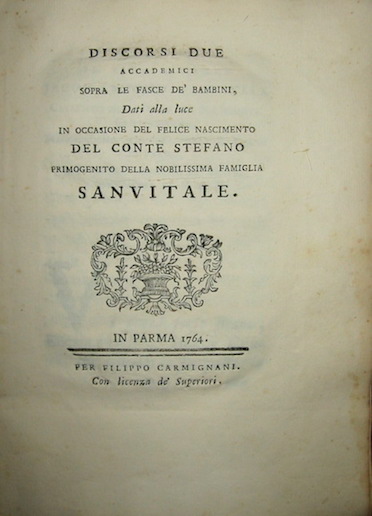 DISCORSI DUE
ACCADEMICI
SOPRA LE FASCE DE' BAMBINI,
Dati alla luce
IN OCCASIONE DEL FELICE NASCIMENTO
DEL CONTE STEFANO
PRIMOGENITO DELLA NOBILISSIMA FAMIGLIA
SANVITALE.
IN PARMA 1764.
PER FILIPPO CARMIGNANI.
Con licenza de' Superiori.